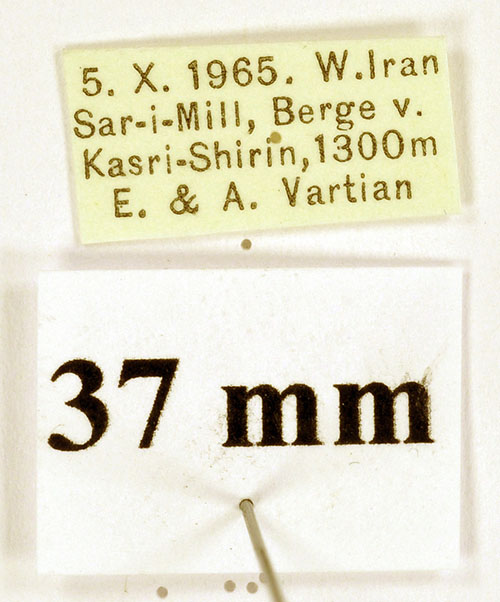 5. X. 1965. W.Iran
Sar-i-Mill, Berge v.
Kasri-Shirin, 1300m
E. & A. Vartian
37 mm